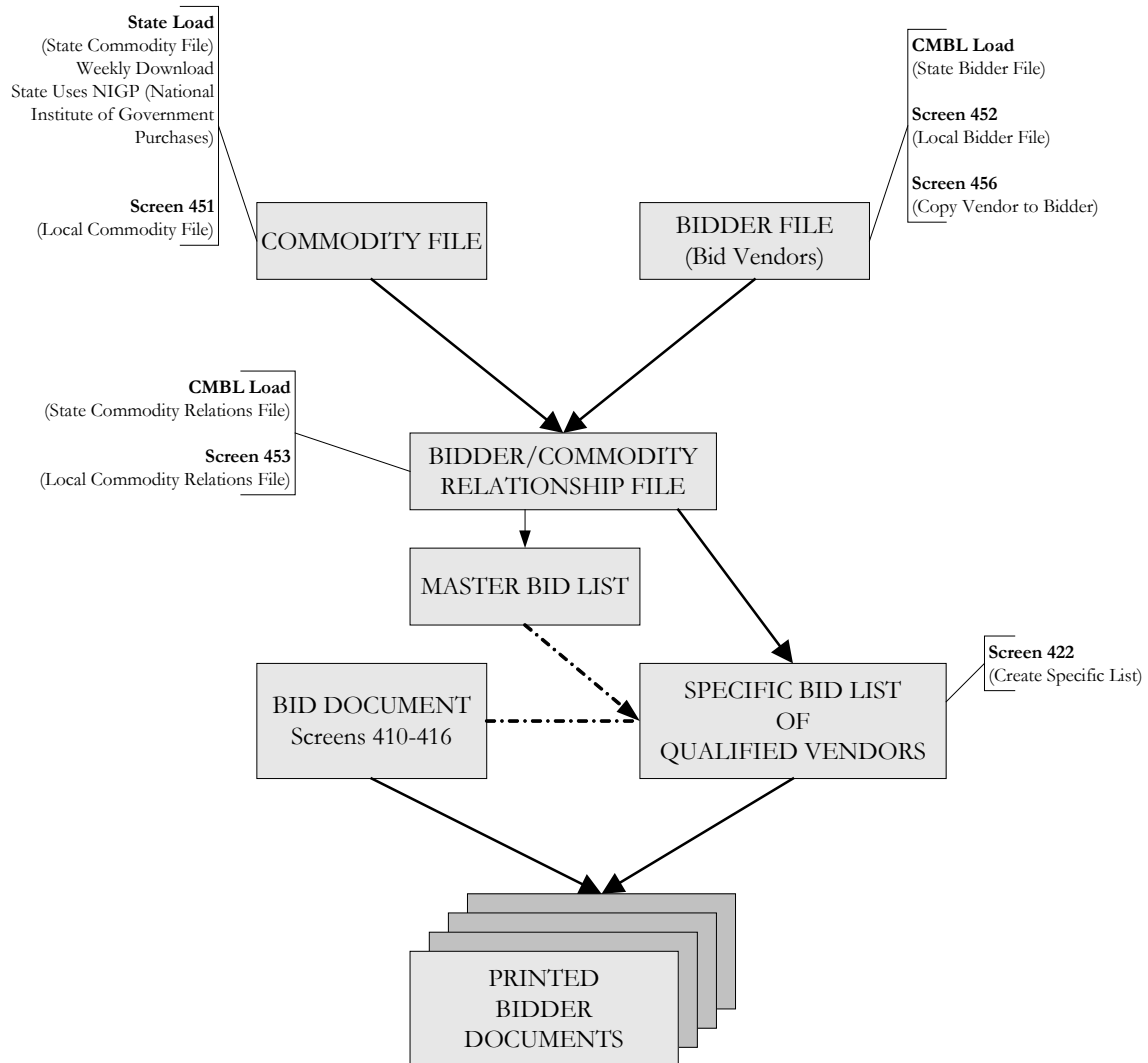 State Load
(State Commodity File)
Weekly Download
State Uses NIGP (National
Institute of Government
Purchases)
Screen 451
(Local Commodity File)
CMBL Load
(State Bidder File)
Screen 452
(Local Bidder File)
Screen 456
(Copy Vendor to Bidder)
COMMODITY FILE
BIDDER FILE
(Bid Vendors)
CMBL Load
(State Commodity Relations File)
Screen 453
(Local Commodity Relations File)
BIDDER/COMMODITY
RELATIONSHIP FILE
MASTER BID LIST
BID DOCUMENT
Screens 410-416
SPECIFIC BID LIST
OF
QUALIFIED VENDORS
Screen 422
(Create Specific List)
PRINTED
BIDDER
DOCUMENTS